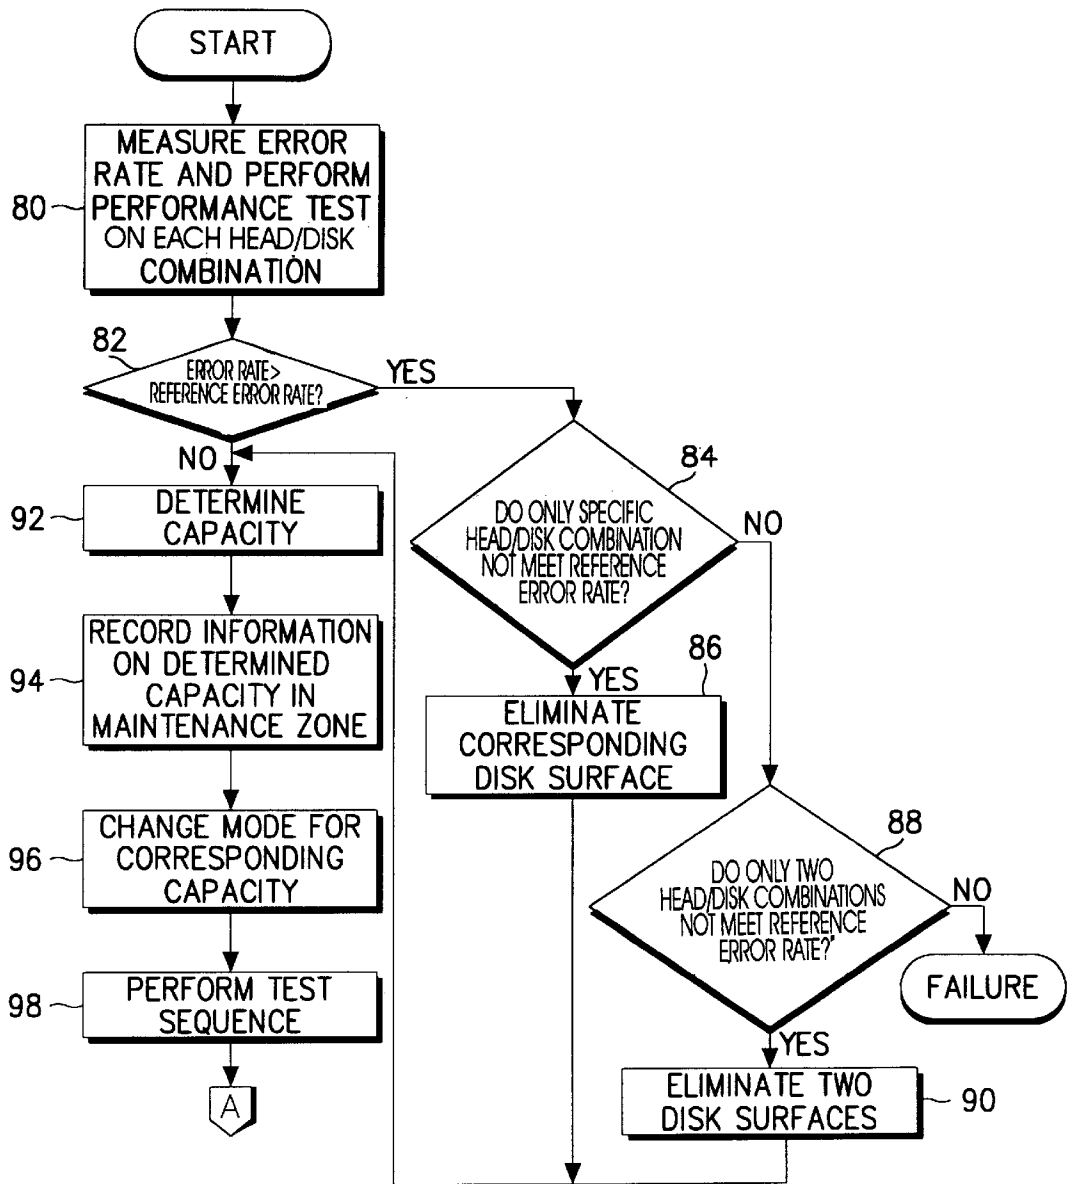 START
MEASURE ERROR
RATE AND PERFORM
PERFORMANCE TEST
ON EACH HEAD/DISK
COMBINATION
80
82
ERROR RATE>
REFERENCE ERROR RATE?
YES
NO
84
DO ONLY SPECIFIC
HEAD/DISK COMBINATION
NOT MEET REFERENCE
ERROR RATE?
NO
YES
86
ELIMINATE
CORRESPONDING
DISK SURFACE
88
DO ONLY TWO
HEAD/DISK COMBINATIONS
NOT MEET REFERENCE
ERROR RATE?
NO
FAILURE
YES
ELIMINATE TWO
DISK SURFACES
90
92
DETERMINE
CAPACITY
94
RECORD INFORMATION
ON DETERMINED
CAPACITY IN
MAINTENANCE ZONE
96
CHANGE MODE FOR
CORRESPONDING
CAPACITY
98
PERFORM TEST
SEQUENCE
A